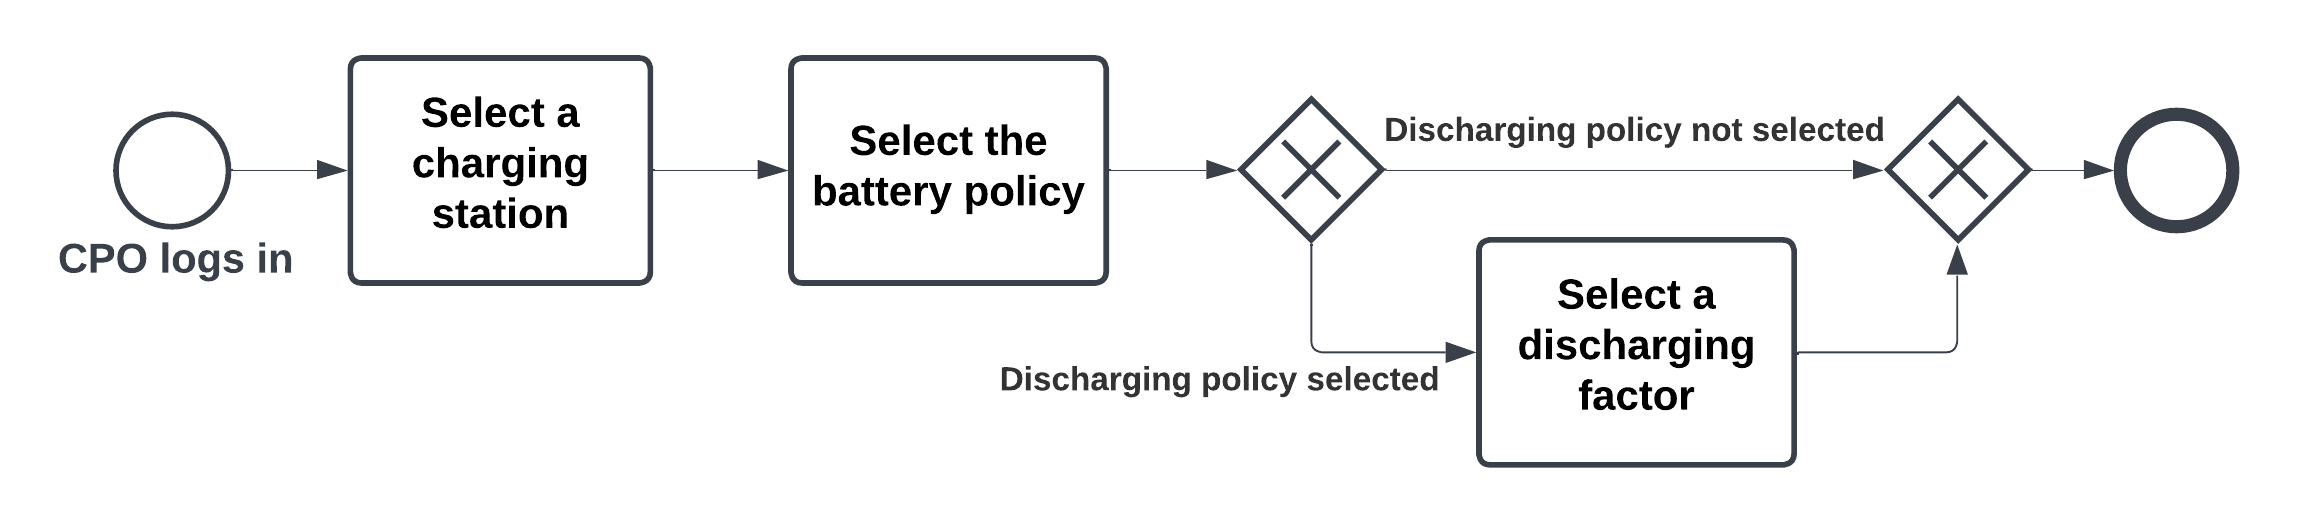 CPO logs in
Select a
charging
station
Select the
battery policy
Discharging policy not selected
Discharging policy selected
Select a
discharging
factor